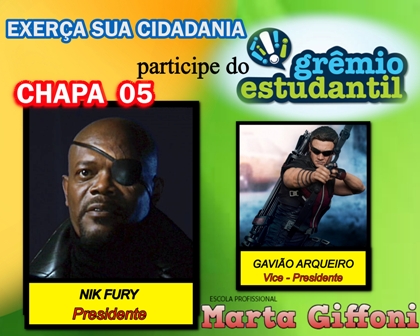 EXERÇA SUA CIDADANIA
participe do
grêmio
estudantil
CHAPA 05
NIK FURY
Presidente
GAVIÃO ARQUEIRO
Vice - Presidente
ESCOLA PROFISSIONAL
Marta Giffoni